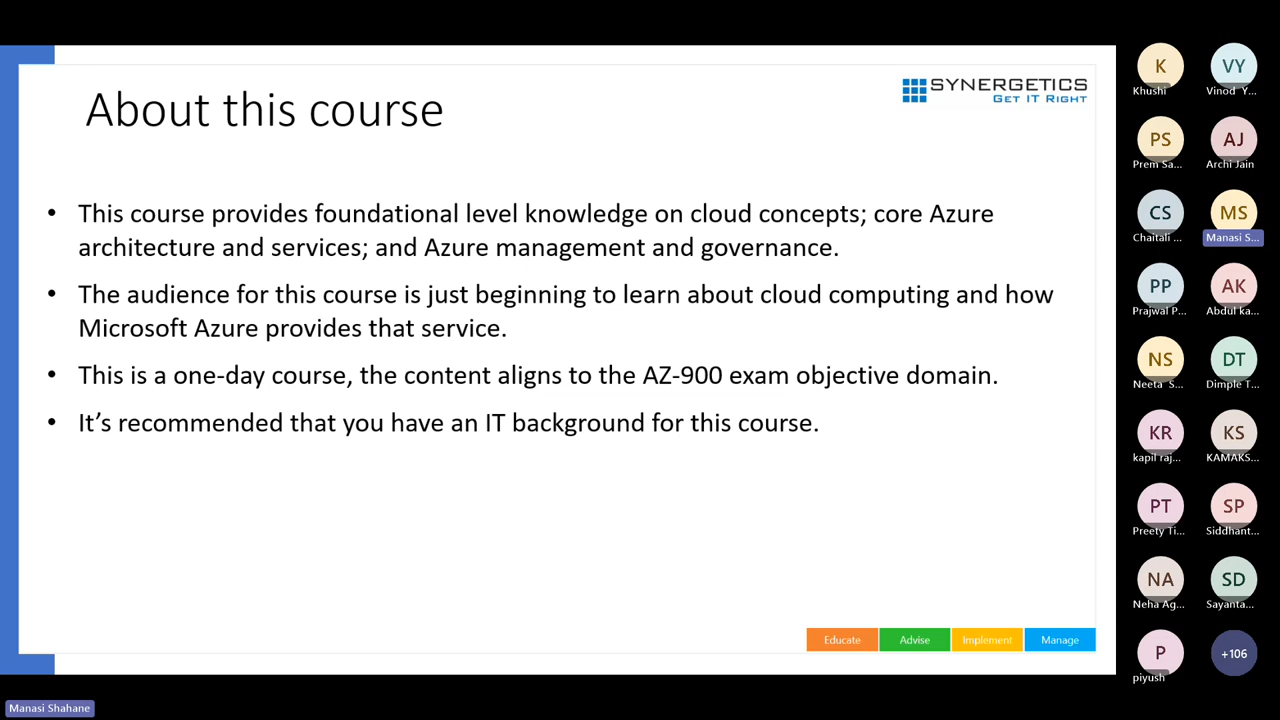 About this course
SYNERGETICS
GET IT RIGHT
• This course provides foundational level knowledge on cloud concepts; core Azure
architecture and services; and Azure management and governance.
• The audience for this course is just beginning to learn about cloud computing and how
Microsoft Azure provides that service.
• This is a one-day course, the content aligns to the AZ-900 exam objective domain.
• It’s recommended that you have an IT background for this course.
Educate
Advise
Implement
Manage
K
Khushi
VY
Vinod Y...
PS
Prem Sa...
AJ
Archi Jain
CS
Chaitali ...
MS
Manasi S...
PP
Prajwal P...
AK
Abdul ka...
NS
Neeta S...
DT
Dimple T...
KR
kapil raj...
KS
KAMAKS...
PT
Preety Ti...
SP
Siddhant...
NA
Neha Ag...
SD
Sayanta...
P
piyush
+106
Manasi Shahane